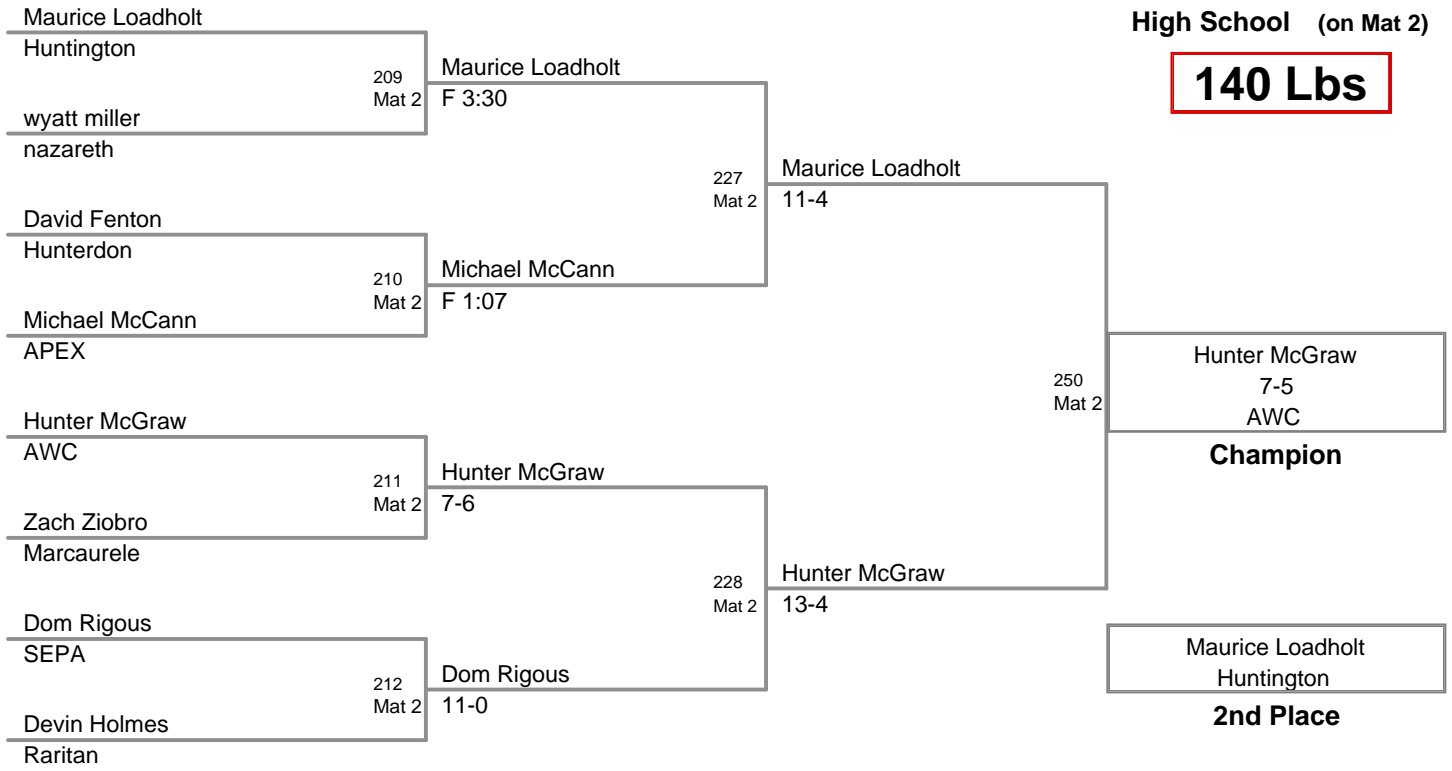 High School (on Mat 2)
140 Lbs
Maurice Loadholt
Huntington
209
Mat 2
wyatt miller
nazareth
Maurice Loadholt
F 3:30
David Fenton
Hunterdon
210
Mat 2
Michael McCann
APEX
Michael McCann
F 1:07
227
Mat 2
Maurice Loadholt
11-4
Hunter McGraw
AWC
211
Mat 2
Zach Ziobro
Marcaurele
Hunter McGraw
7-6
Dom Rigous
SEPA
212
Mat 2
Devin Holmes
Raritan
Dom Rigous
11-0
228
Mat 2
Hunter McGraw
13-4
250
Mat 2
Hunter McGraw
7-5
AWC
Champion
Maurice Loadholt
Huntington
2nd Place